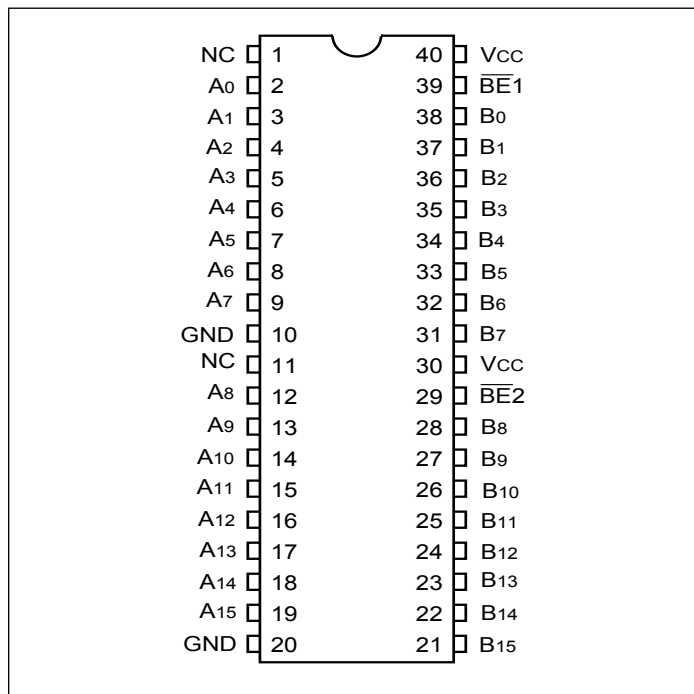 NC 1 40 VCC
A0 2 39 B̅E̅1
A1 3 38 B0
A2 4 37 B1
A3 5 36 B2
A4 6 35 B3
A5 7 34 B4
A6 8 33 B5
A7 9 32 B6
GND 10 31 B7
NC 11 30 VCC
A8 12 29 B̅E̅2
A9 13 28 B8
A10 14 27 B9
A11 15 26 B10
A12 16 25 B11
A13 17 24 B12
A14 18 23 B13
A15 19 22 B14
GND 20 21 B15